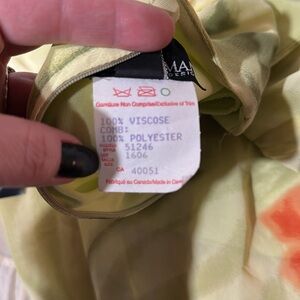 MA
Garniture Non Comprise/Exclusive of Trim
100% VISCOSE
COMB:
100% POLYESTER
51246
1606
CA 40051
Fabriqué au Canada/Made in Canada